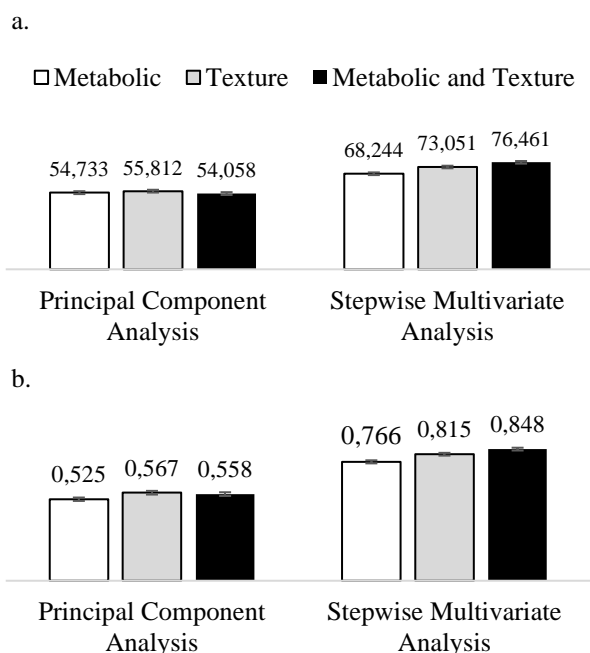 a.
Metabolic Texture Metabolic and Texture
54,733 55,812 54,058 68,244 73,051 76,461
Principal Component Stepwise Multivariate
Analysis Analysis
b.
0,525 0,567 0,558 0,766 0,815 0,848
Principal Component Stepwise Multivariate
Analysis Analysis